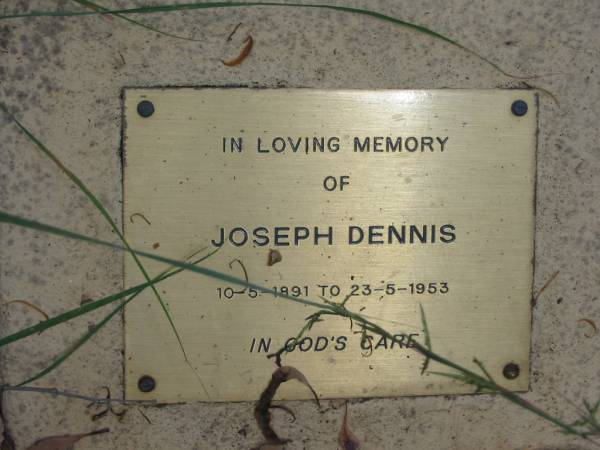 IN LOVING MEMORY
OF
JOSEPH DENNIS
10-5-1891 TO 23-5-1953
IN GOD'S CARE